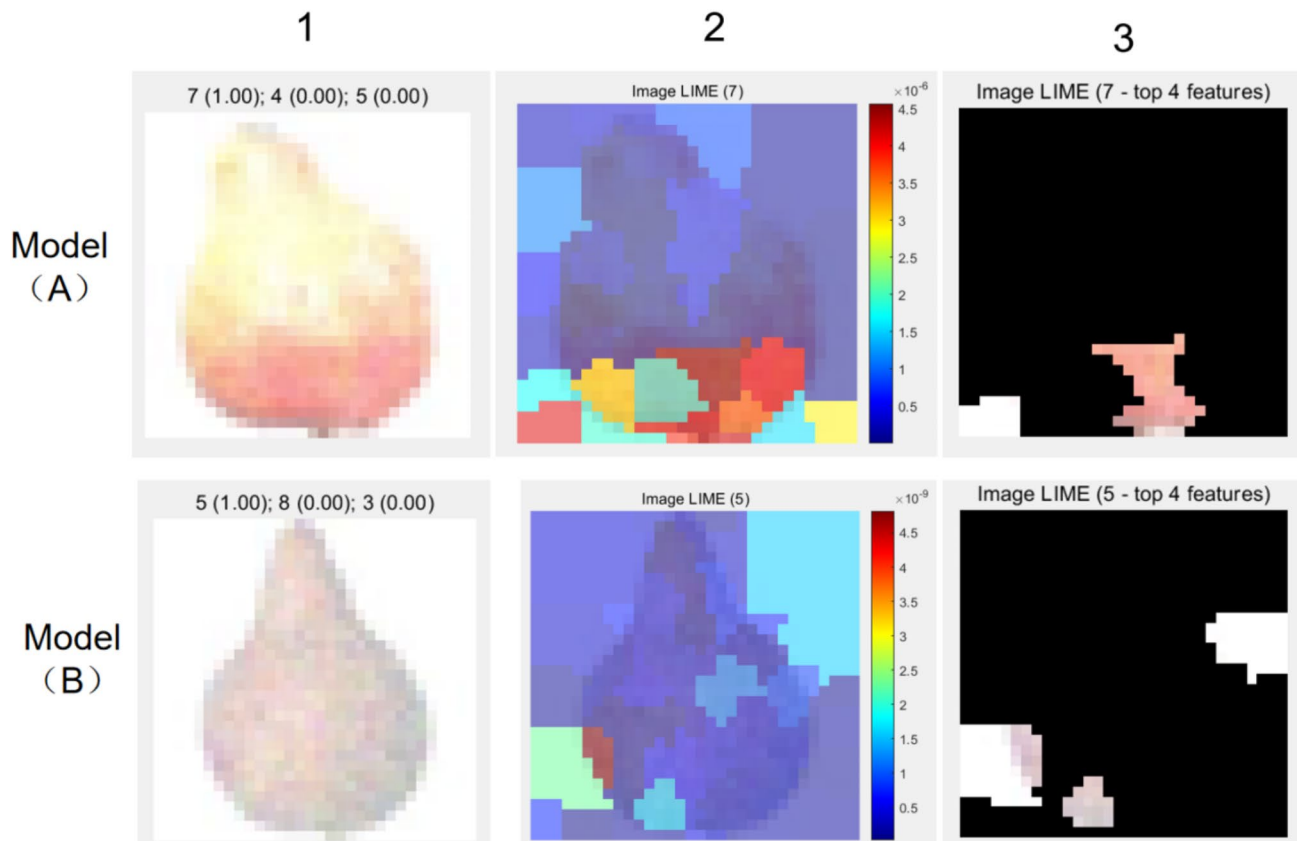 1 2 3
Model
（A）
7 (1.00); 4 (0.00); 5 (0.00)
Image LIME (7)
×10⁻⁶
4.5
4
3.5
3
2.5
2
1.5
1
0.5
Image LIME (7 - top 4 features)
Model
（B）
5 (1.00); 8 (0.00); 3 (0.00)
Image LIME (5)
×10⁻⁹
4.5
4
3.5
3
2.5
2
1.5
1
0.5
Image LIME (5 - top 4 features)